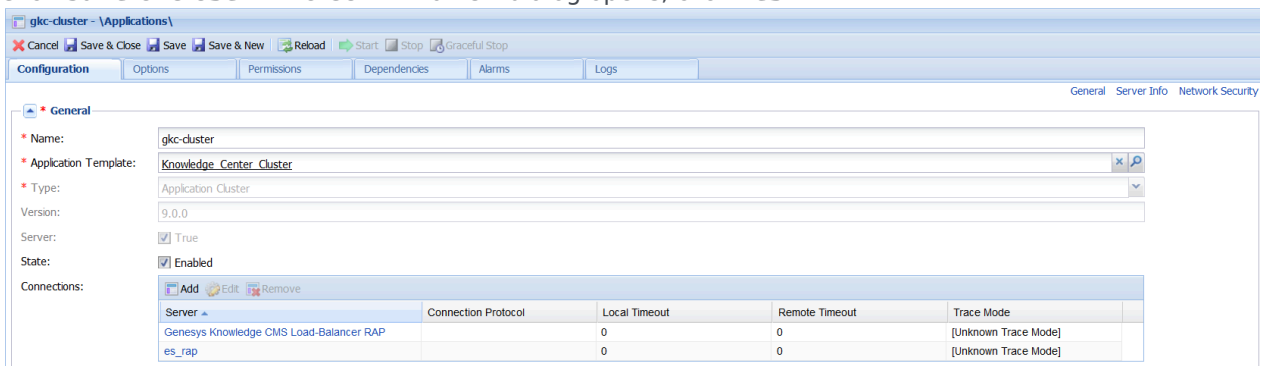 gkc-cluster - \Applications\
Cancel Save & Close Save Save & New Reload Start Stop Graceful Stop
Configuration Options Permissions Dependencies Alarms Logs
General Server Info Network Security
* General
* Name: gkc-cluster
* Application Template: Knowledge_Center_Cluster
* Type: Application Cluster
Version: 9.0.0
Server: True
State: Enabled
Connections: Add Edit Remove
Server Connection Protocol Local Timeout Remote Timeout Trace Mode
Genesys Knowledge CMS Load-Balancer RAP 0 0 [Unknown Trace Mode]
es_rap 0 0 [Unknown Trace Mode]